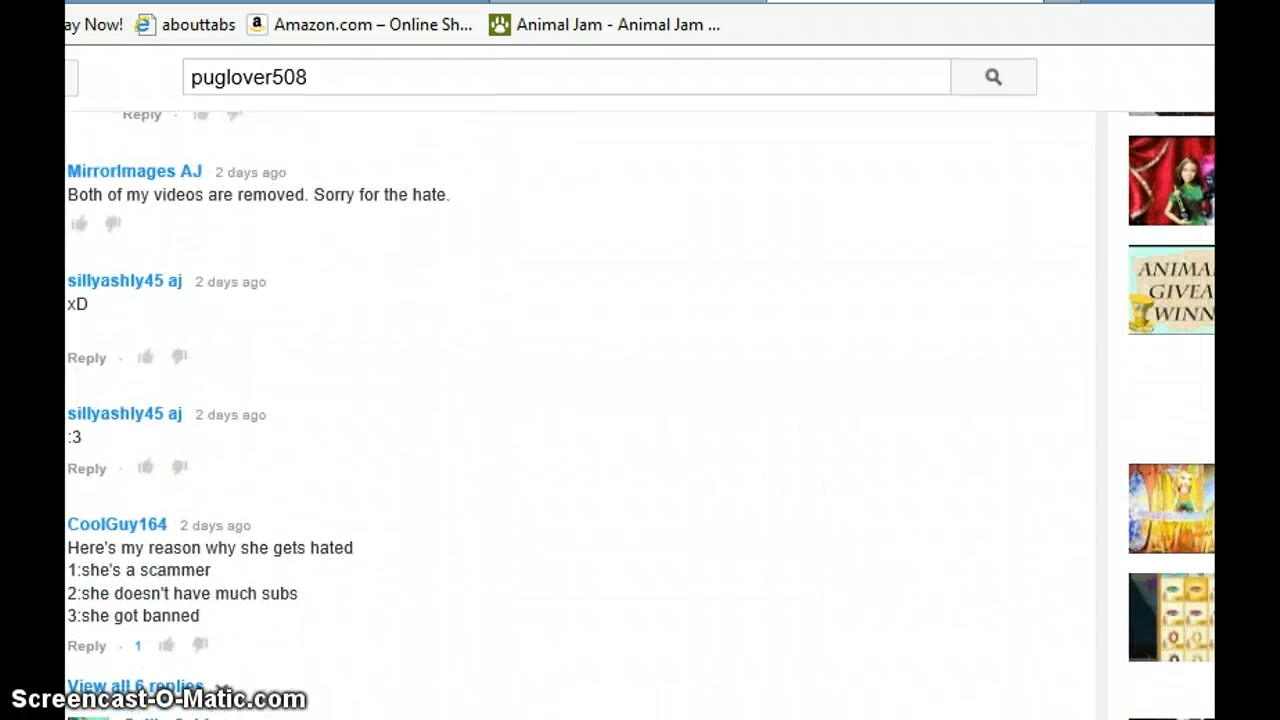 ay Now! abouttabs Amazon.com – Online Sh... Animal Jam - Animal Jam ...
puglover508
Reply ·
MirrorImages AJ 2 days ago
Both of my videos are removed. Sorry for the hate.
sillyashly45 aj 2 days ago
xD
Reply ·
sillyashly45 aj 2 days ago
:3
Reply ·
CoolGuy164 2 days ago
Here's my reason why she gets hated
1:she's a scammer
2:she doesn't have much subs
3:she got banned
Reply · 1
View all 6 replies
Screencast-O-Matic.com
ANIMA
GIVEA
WINN